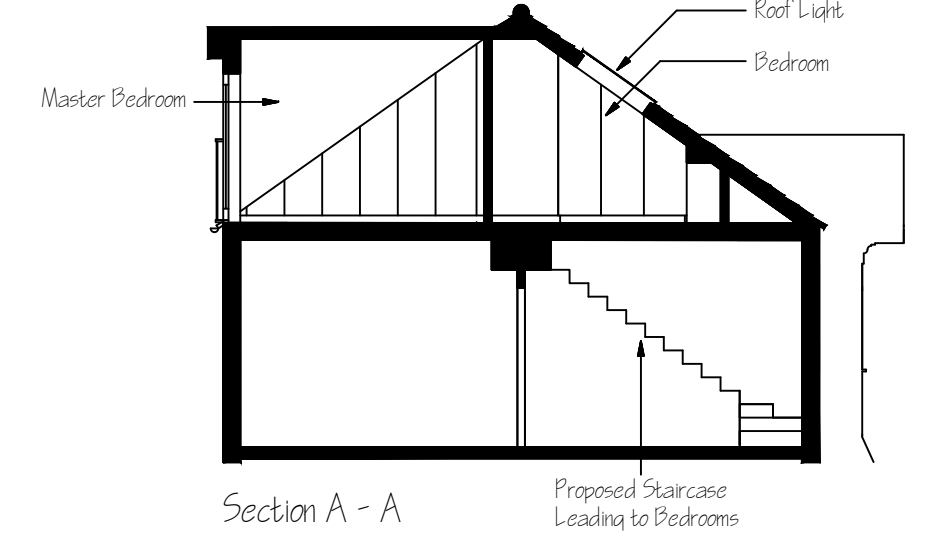 Roof Light
Bedroom
Master Bedroom
Proposed Staircase
Leading to Bedrooms
Section A - A